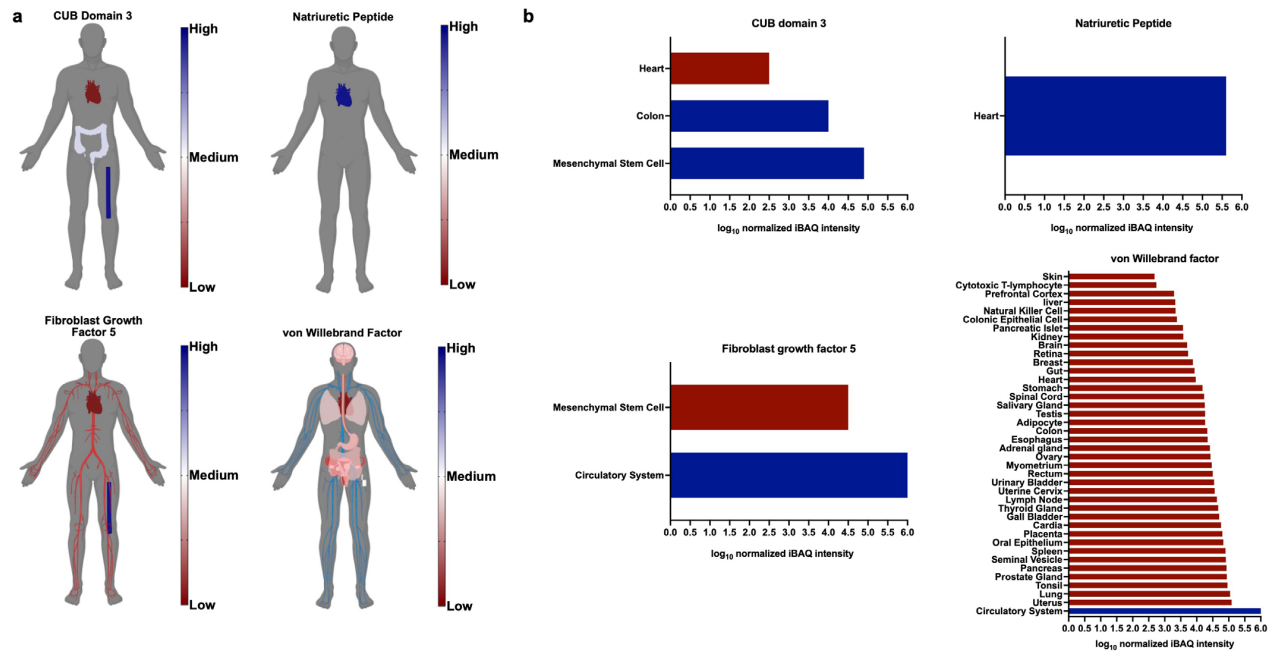 a
CUB Domain 3
High
Medium
Low
Natriuretic Peptide
High
Medium
Low
Fibroblast Growth
Factor 5
High
Medium
Low
von Willebrand Factor
High
Medium
Low
b
CUB domain 3
Heart
Colon
Mesenchymal Stem Cell
0.0 0.5 1.0 1.5 2.0 2.5 3.0 3.5 4.0 4.5 5.0 5.5 6.0
log10 normalized iBAQ intensity
Natriuretic Peptide
Heart
0.0 0.5 1.0 1.5 2.0 2.5 3.0 3.5 4.0 4.5 5.0 5.5 6.0
log10 normalized iBAQ intensity
Fibroblast growth factor 5
Mesenchymal Stem Cell
Circulatory System
0.0 0.5 1.0 1.5 2.0 2.5 3.0 3.5 4.0 4.5 5.0 5.5 6.0
log10 normalized iBAQ intensity
von Willebrand factor
Skin
Cytotoxic T-lymphocyte
Prefrontal Cortex
liver
Natural Killer Cell
Colonic Epithelial Cell
Pancreatic Islet
Kidney
Brain
Retina
Breast
Gut
Heart
Stomach
Spinal Cord
Salivary Gland
Testis
Adipocyte
Colon
Esophagus
Adrenal gland
Ovary
Myometrium
Rectum
Urinary Bladder
Uterine Cervix
Lymph Node
Thyroid Gland
Gall Bladder
Cardia
Placenta
Oral Epithelium
Spleen
Seminal Vesicle
Pancreas
Prostate Gland
Tonsil
Lung
Uterus
Circulatory System
0.0 0.5 1.0 1.5 2.0 2.5 3.0 3.5 4.0 4.5 5.0 5.5 6.0
log10 normalized iBAQ intensity